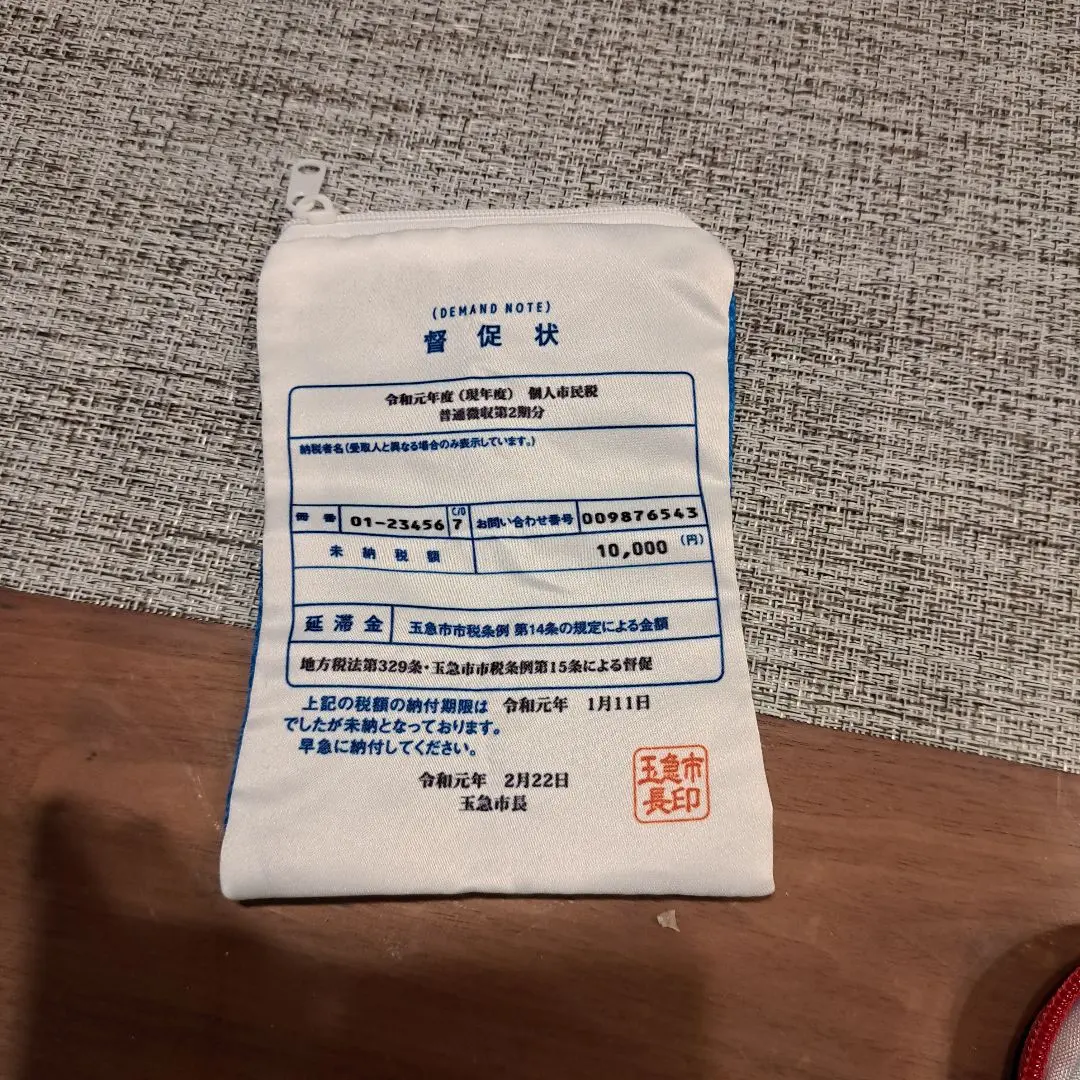 (DEMAND NOTE)
督促状
令和元年度（現年度） 個人市民税
普通徴収第2期分
納税者名（受取人と異なる場合のみ表示しています。）
冊番 01-23456 C/D 7 お問い合わせ番号 009876543
未納税額 10,000 (円)
延滞金 玉急市市税条例 第14条の規定による金額
地方税法第329条・玉急市市税条例第15条による督促
上記の税額の納付期限は 令和元年 1月11日
でしたが未納となっております。
早急に納付してください。
令和元年 2月22日
玉急市長
玉急市
長印